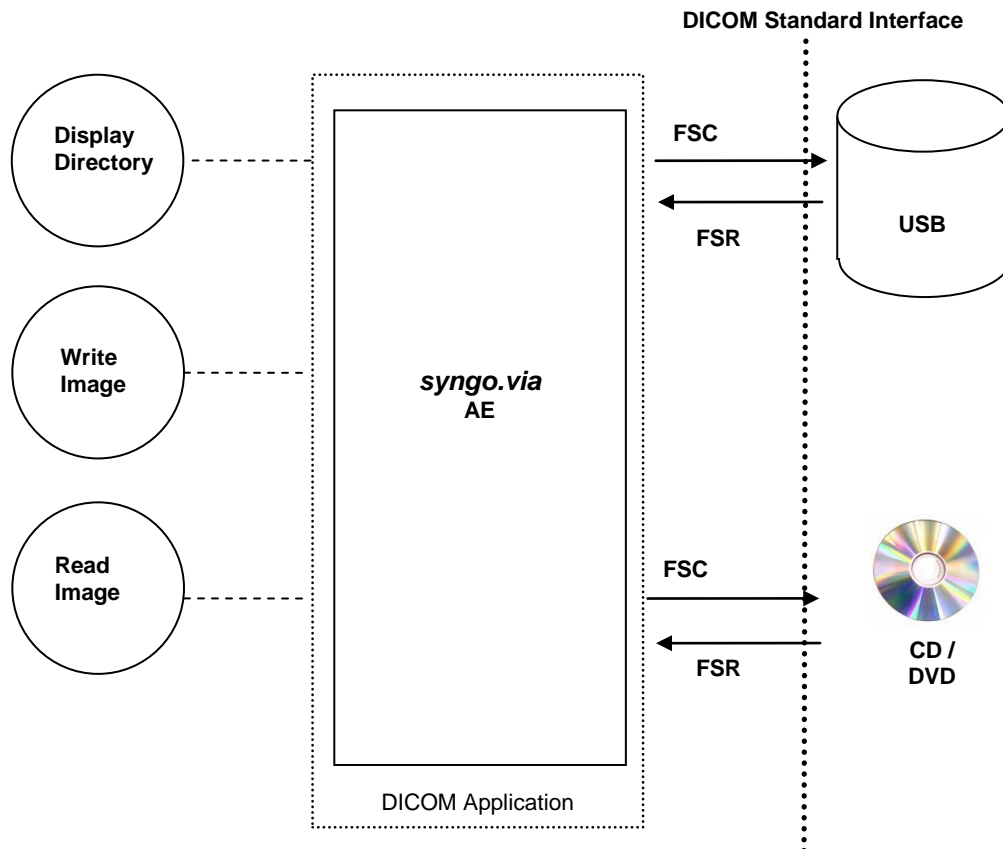 DICOM Standard Interface
Display
Directory
FSC
USB
FSR
Write
Image
syngo.via
AE
Read
Image
FSC
CD /
DVD
FSR
DICOM Application